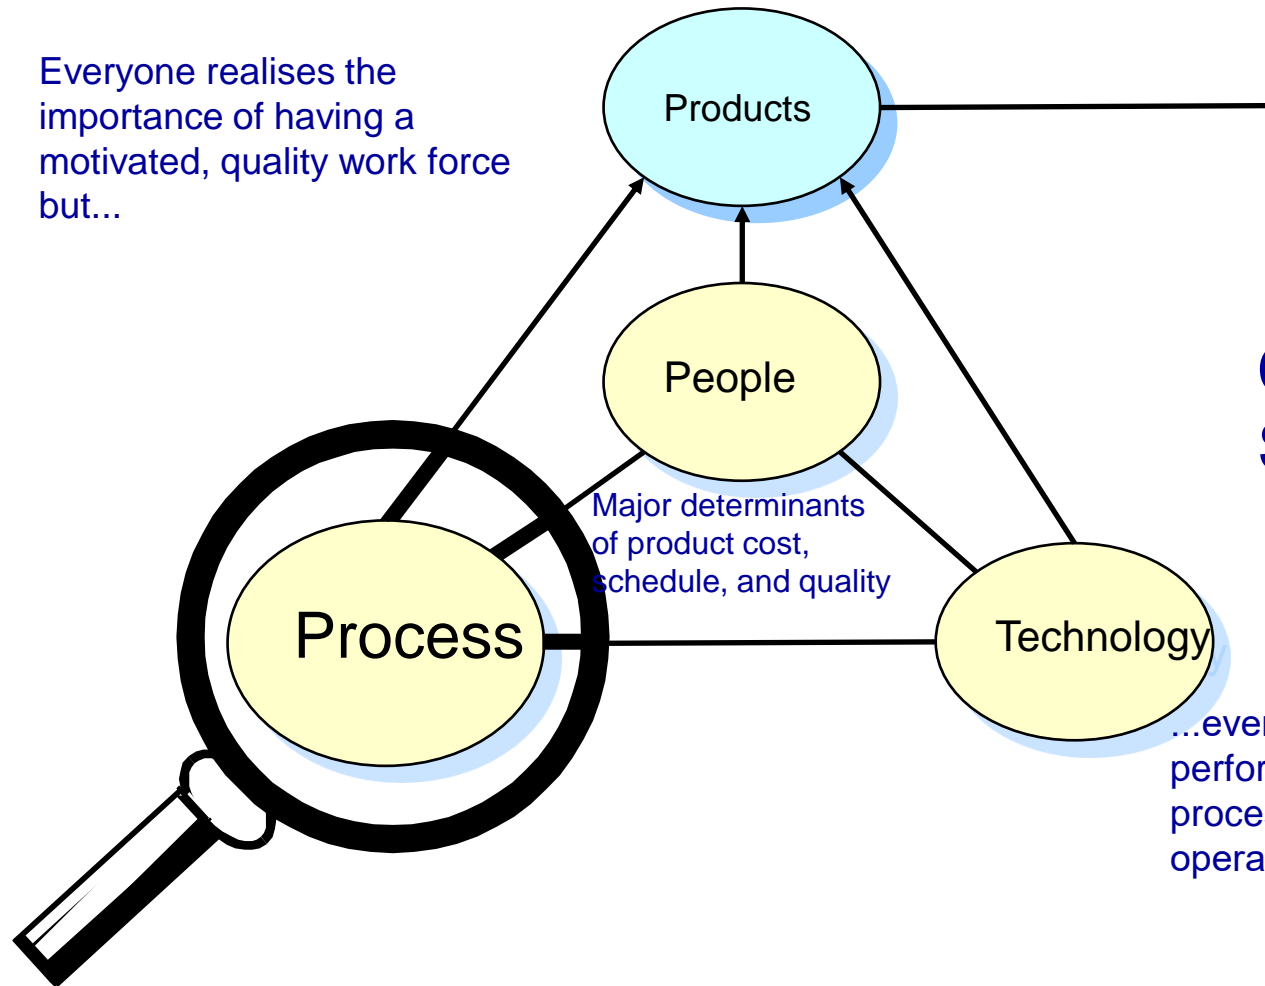 Everyone realises the
importance of having a
motivated, quality work force
but...
Products
People
Major determinants
of product cost,
schedule, and quality
Process
Technology